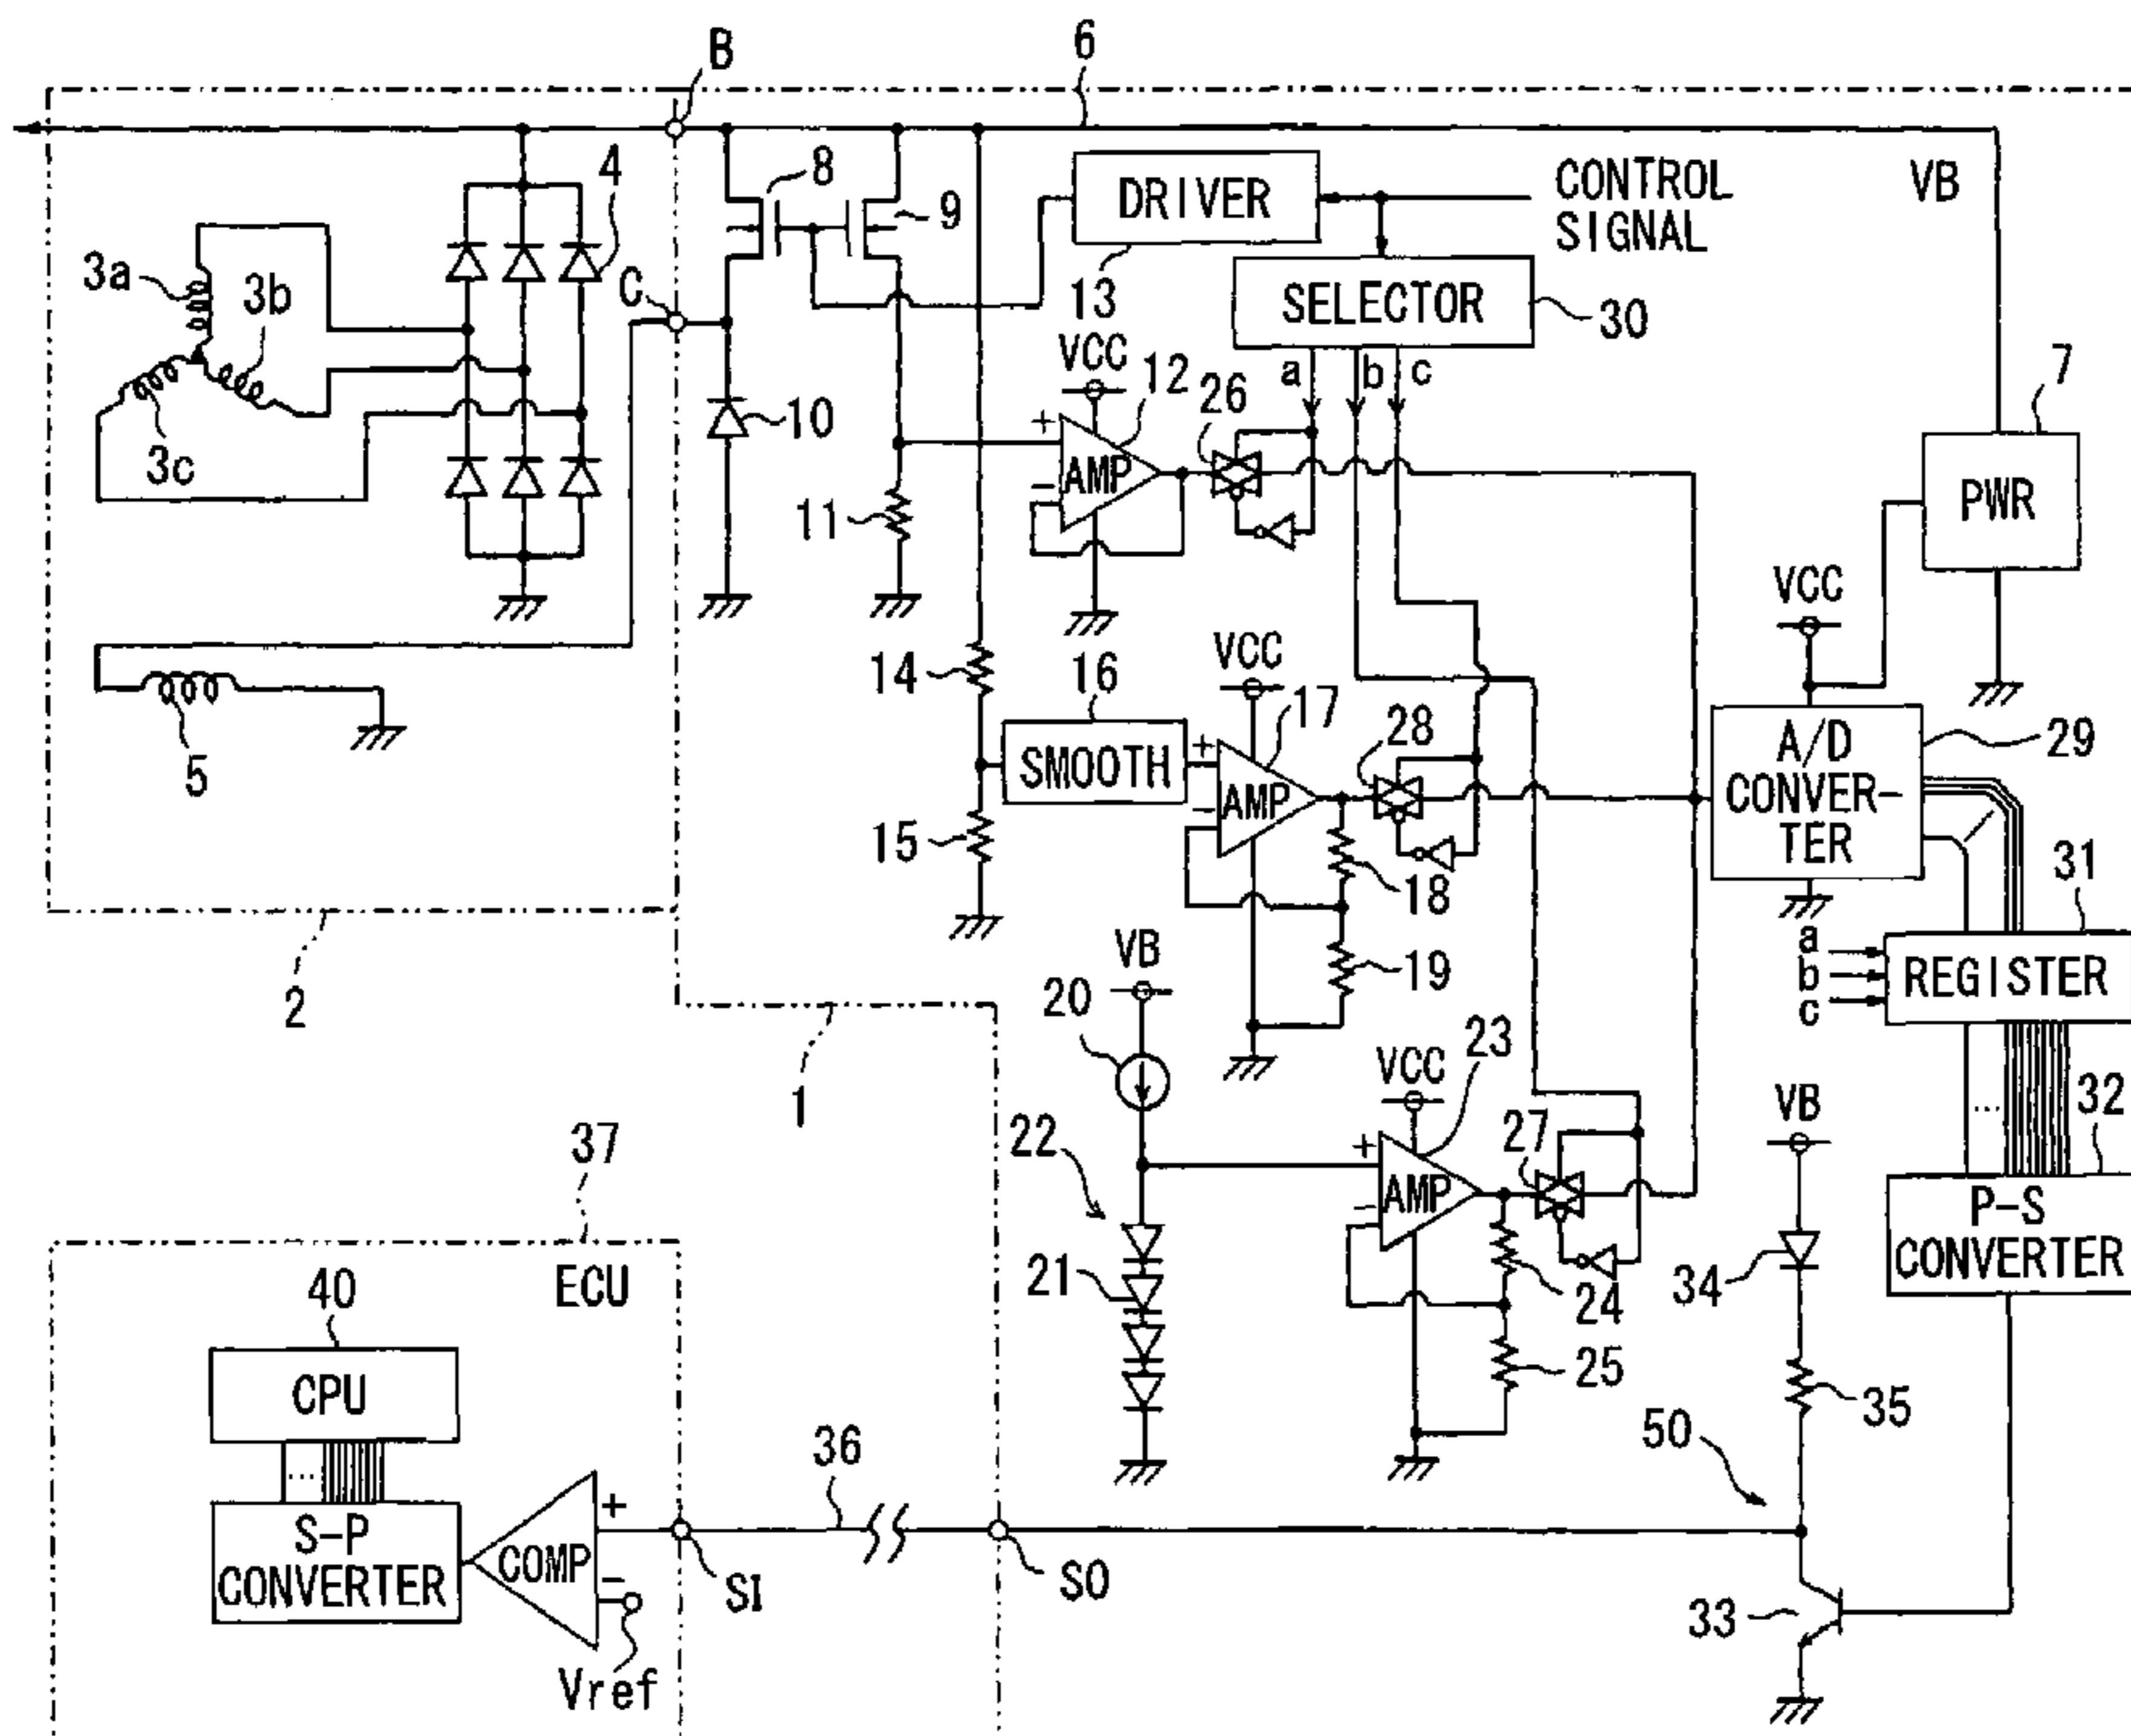 B
6
4
8
9
DRIVER
CONTROL
SIGNAL
VB
3a
3b
C
13
SELECTOR
30
VCC
12
26
a
b
c
7
10
3c
+
-
AMP
PWR
11
VCC
VCC
14
16
17
28
A/D
CONVER-
TER
29
5
SMOOTH
+
-
AMP
15
18
31
a
b
c
REGISTER
2
VB
19
20
VCC
23
1
VB
...
32
37
22
+
-
AMP
27
P-S
CONVERTER
ECU
40
21
24
34
CPU
25
35
36
50
...
S-P
CONVERTER
COMP
+
-
SI
SO
33
Vref